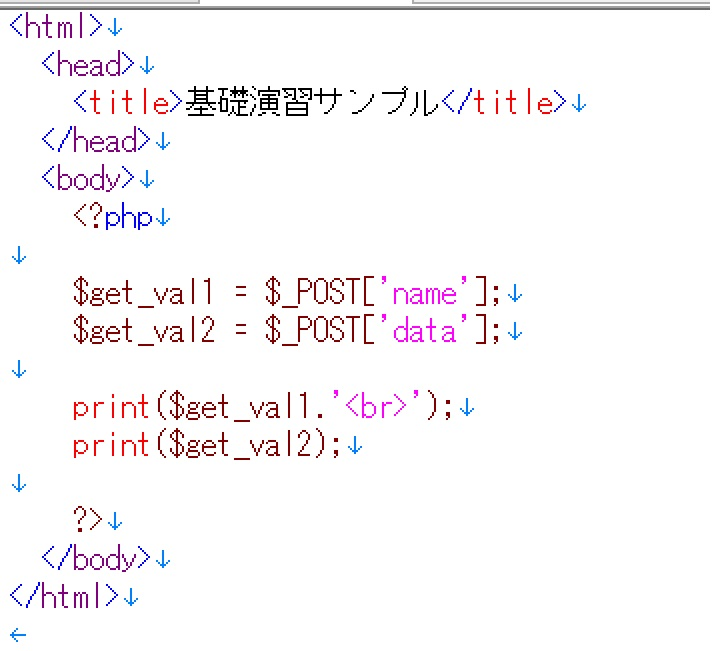 <html>↓
<head>↓
<title>基礎演習サンプル</title>↓
</head>↓
<body>↓
<?php↓
↓
$get_val1 = $_POST['name'];↓
$get_val2 = $_POST['data'];↓
↓
print($get_val1.'<br>');↓
print($get_val2);↓
↓
?>↓
</body>↓
</html>↓
←